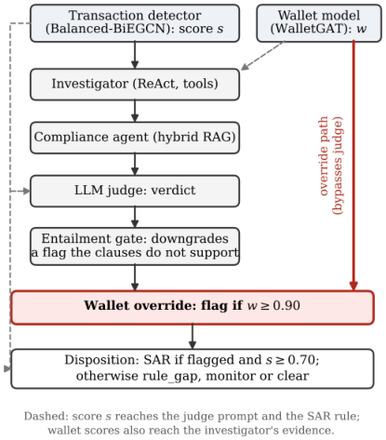 Transaction detector
(Balanced-BiEGCN): score s
Wallet model
(WalletGAT): w
Investigator (ReAct, tools)
Compliance agent (hybrid RAG)
override path
(bypasses judge)
LLM judge: verdict
Entailment gate: downgrades
a flag the clauses do not support
Wallet override: flag if w ≥ 0.90
Disposition: SAR if flagged and s ≥ 0.70;
otherwise rule_gap, monitor or clear
Dashed: score s reaches the judge prompt and the SAR rule;
wallet scores also reach the investigator's evidence.